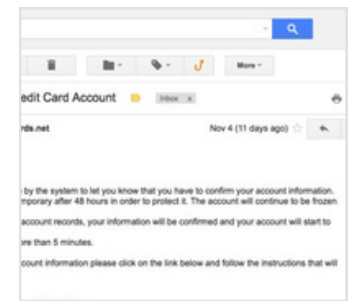 More
edit Card Account Inbox x
rds.net Nov 4 (11 days ago)
by the system to let you know that you have to confirm your account information.
mporary after 48 hours in order to protect it. The account will continue to be frozen
account records, your information will be confirmed and your account will start to
ore than 5 minutes.
count information please click on the link below and follow the instructions that will